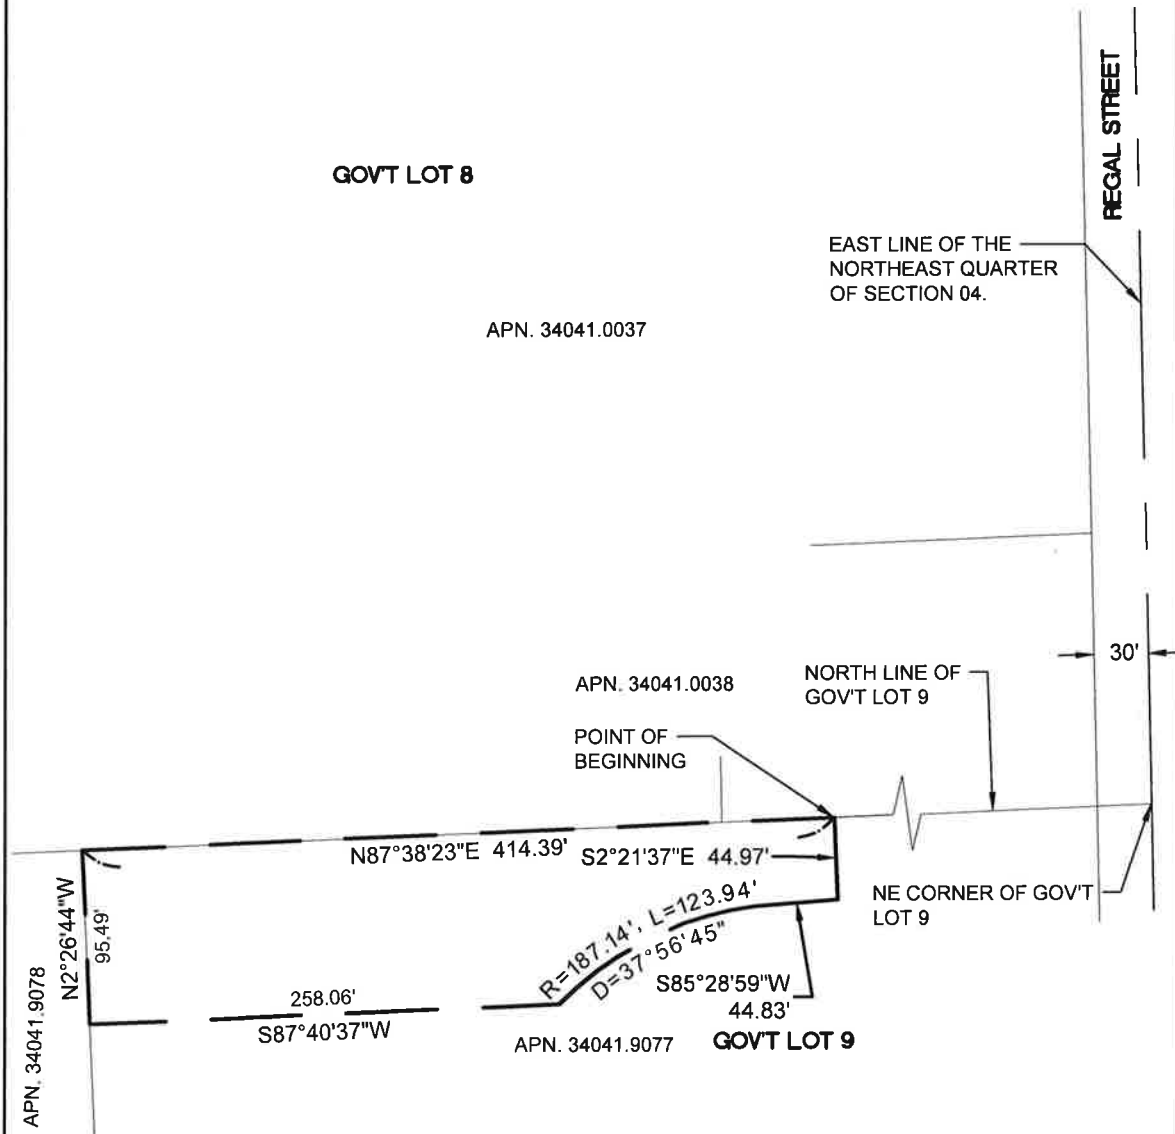 REGAL STREET
GOV'T LOT 8
EAST LINE OF THE
NORTHEAST QUARTER
OF SECTION 04.
APN. 34041.0037
30'
APN. 34041.0038
NORTH LINE OF
GOV'T LOT 9
POINT OF
BEGINNING
N87°38'23"E 414.39'
S2°21'37"E 44.97'
NE CORNER OF GOV'T
LOT 9
N2°26'44"W
95.49'
R=187.14', L=123.94'
D=37°56'45"
S85°28'59"W
44.83'
258.06'
S87°40'37"W
APN. 34041.9078
APN. 34041.9077
GOV'T LOT 9